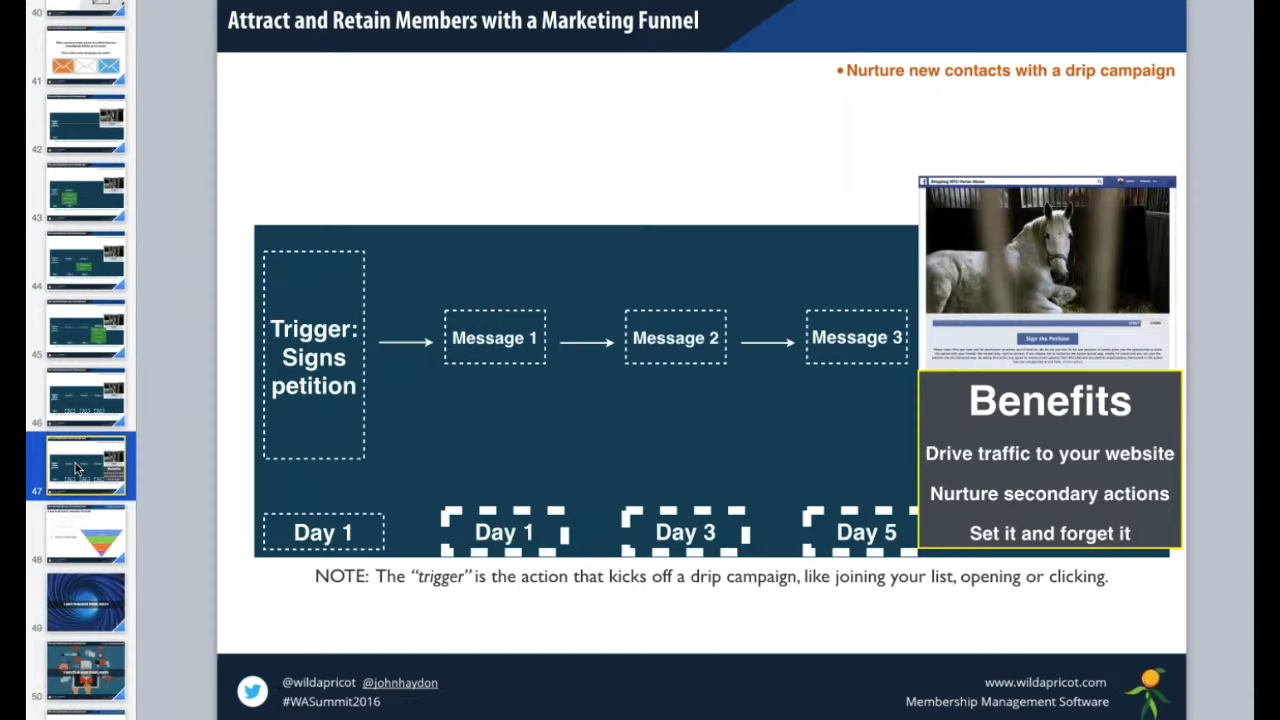 40
41
42
43
44
45
46
47
48
49
50
Attract and Retain Members with a Marketing Funnel
• Nurture new contacts with a drip campaign
Stopping NYC Horse Abuse
Sign the Petition
Trigger:
Signs
petition
Message 1
Message 2
Message 3
Day 1
Day 1
Day 3
Day 5
Benefits
Drive traffic to your website
Nurture secondary actions
Set it and forget it
NOTE: The “trigger” is the action that kicks off a drip campaign, like joining your list, opening or clicking.
@wildapricot @johnhaydon
#WASummit2016
www.wildapricot.com
Membership Management Software